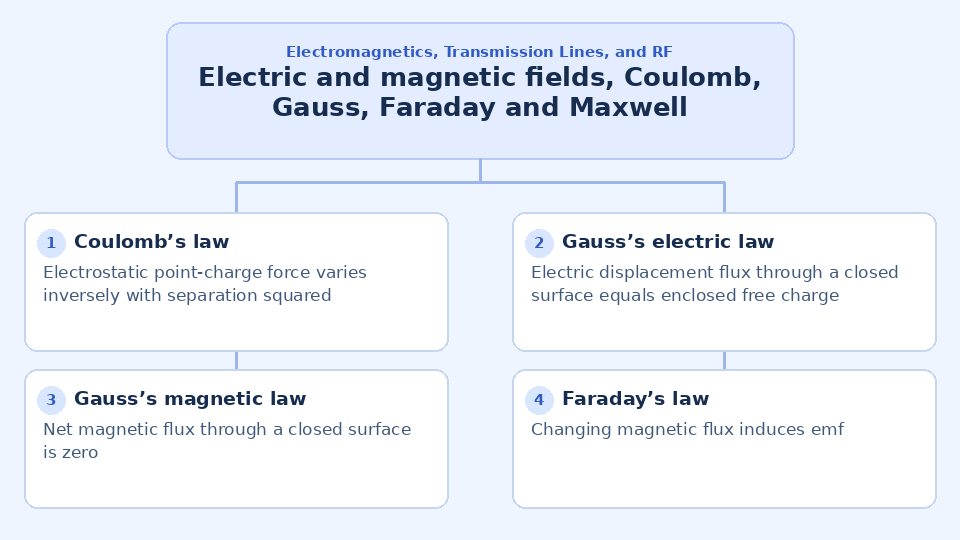 Electromagnetics, Transmission Lines, and RF
Electric and magnetic fields, Coulomb,
Gauss, Faraday and Maxwell
1 Coulomb’s law
Electrostatic point-charge force varies
inversely with separation squared
2 Gauss’s electric law
Electric displacement flux through a closed
surface equals enclosed free charge
3 Gauss’s magnetic law
Net magnetic flux through a closed surface
is zero
4 Faraday’s law
Changing magnetic flux induces emf